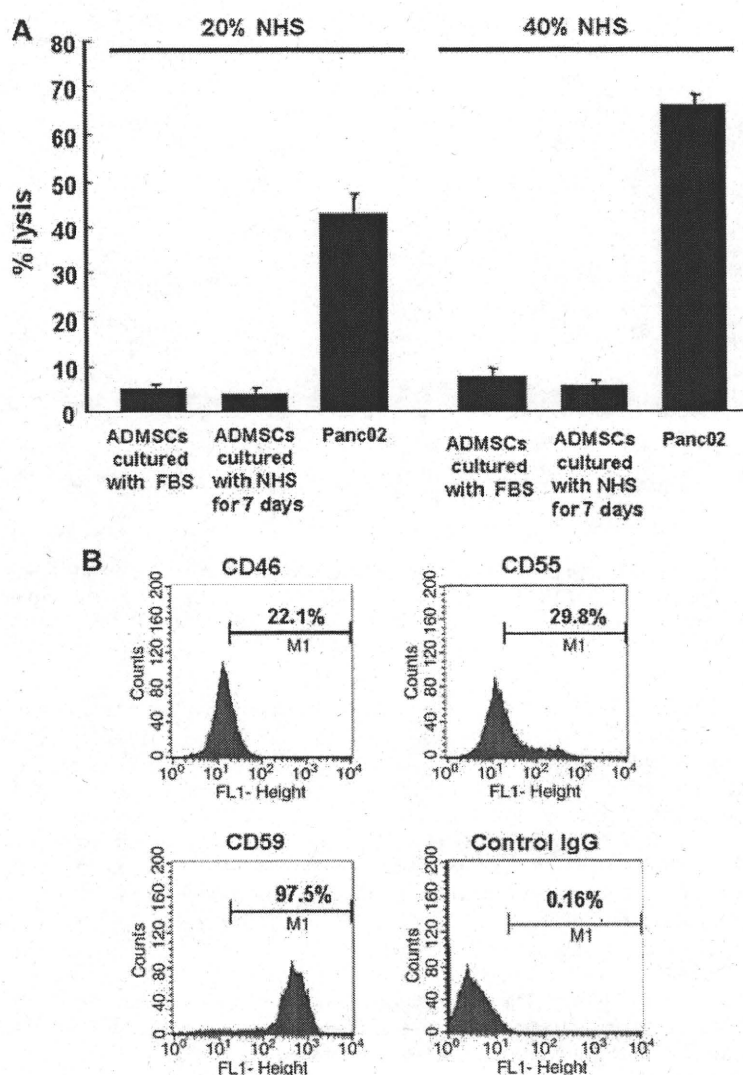 A
20% NHS 40% NHS
80
70
60
50
40
30
20
10
0
% lysis
ADMSCs cultured with FBS
ADMSCs cultured with NHS for 7 days
Panc02
ADMSCs cultured with FBS
ADMSCs cultured with NHS for 7 days
Panc02
B
CD46
200
160
120
80
40
0
Counts
22.1%
M1
10⁰ 10¹ 10² 10³ 10⁴
FL1- Height
CD55
200
160
120
80
40
0
Counts
29.8%
M1
10⁰ 10¹ 10² 10³ 10⁴
FL1- Height
CD59
200
160
120
80
40
0
Counts
97.5%
M1
10⁰ 10¹ 10² 10³ 10⁴
FL1- Height
Control IgG
200
160
120
80
40
0
Counts
0.16%
M1
10⁰ 10¹ 10² 10³ 10⁴
FL1- Height